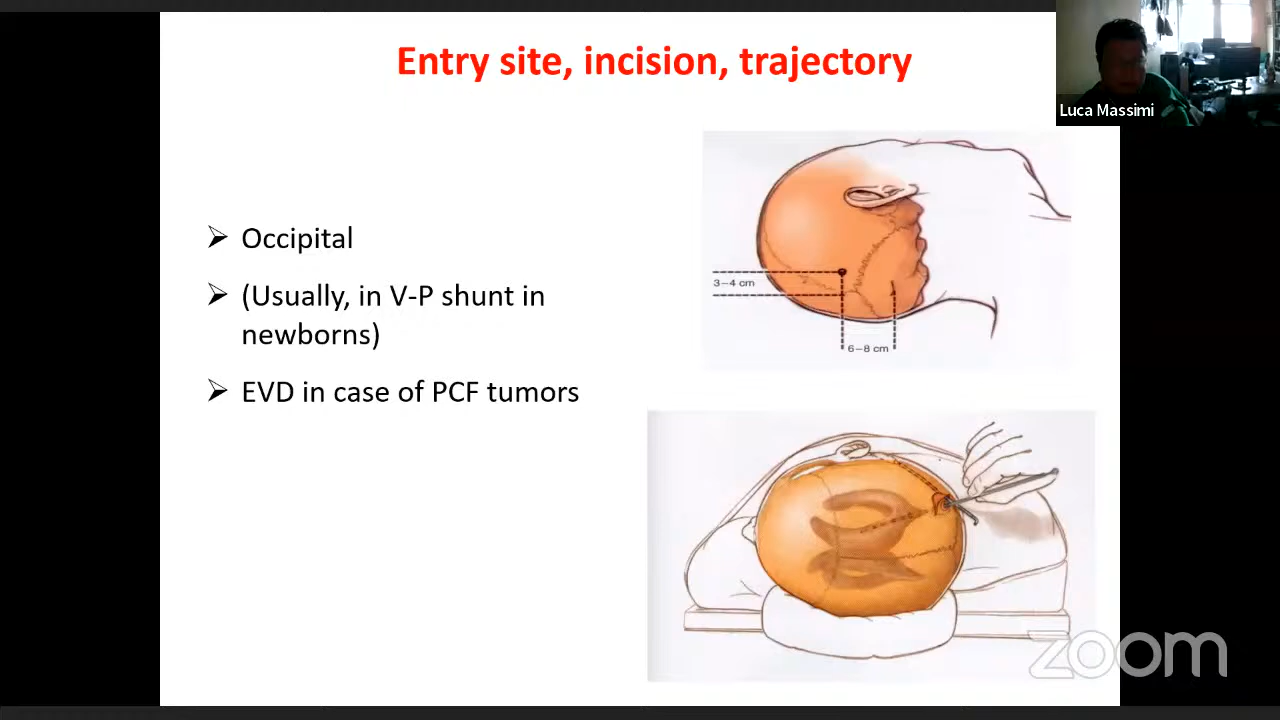 Entry site, incision, trajectory
Luca Massimi
➢ Occipital
➢ (Usually, in V-P shunt in
newborns)
➢ EVD in case of PCF tumors
3–4 cm
6–8 cm
zoom